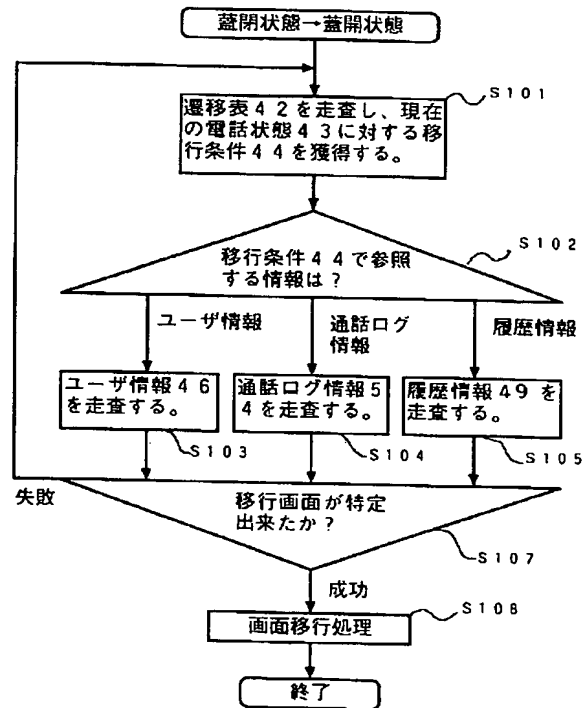 蓋閉状態→蓋開状態
S101
遷移表42を走査し、現在
の電話状態43に対する移
行条件44を獲得する。
S102
移行条件44で参照
する情報は？
ユーザ情報
通話ログ
情報
履歴情報
ユーザ情報46
を走査する。
通話ログ情報5
4を走査する。
履歴情報49を
走査する。
S103
S104
S105
失敗
移行画面が特定
出来たか？
S107
成功
S108
画面移行処理
終了